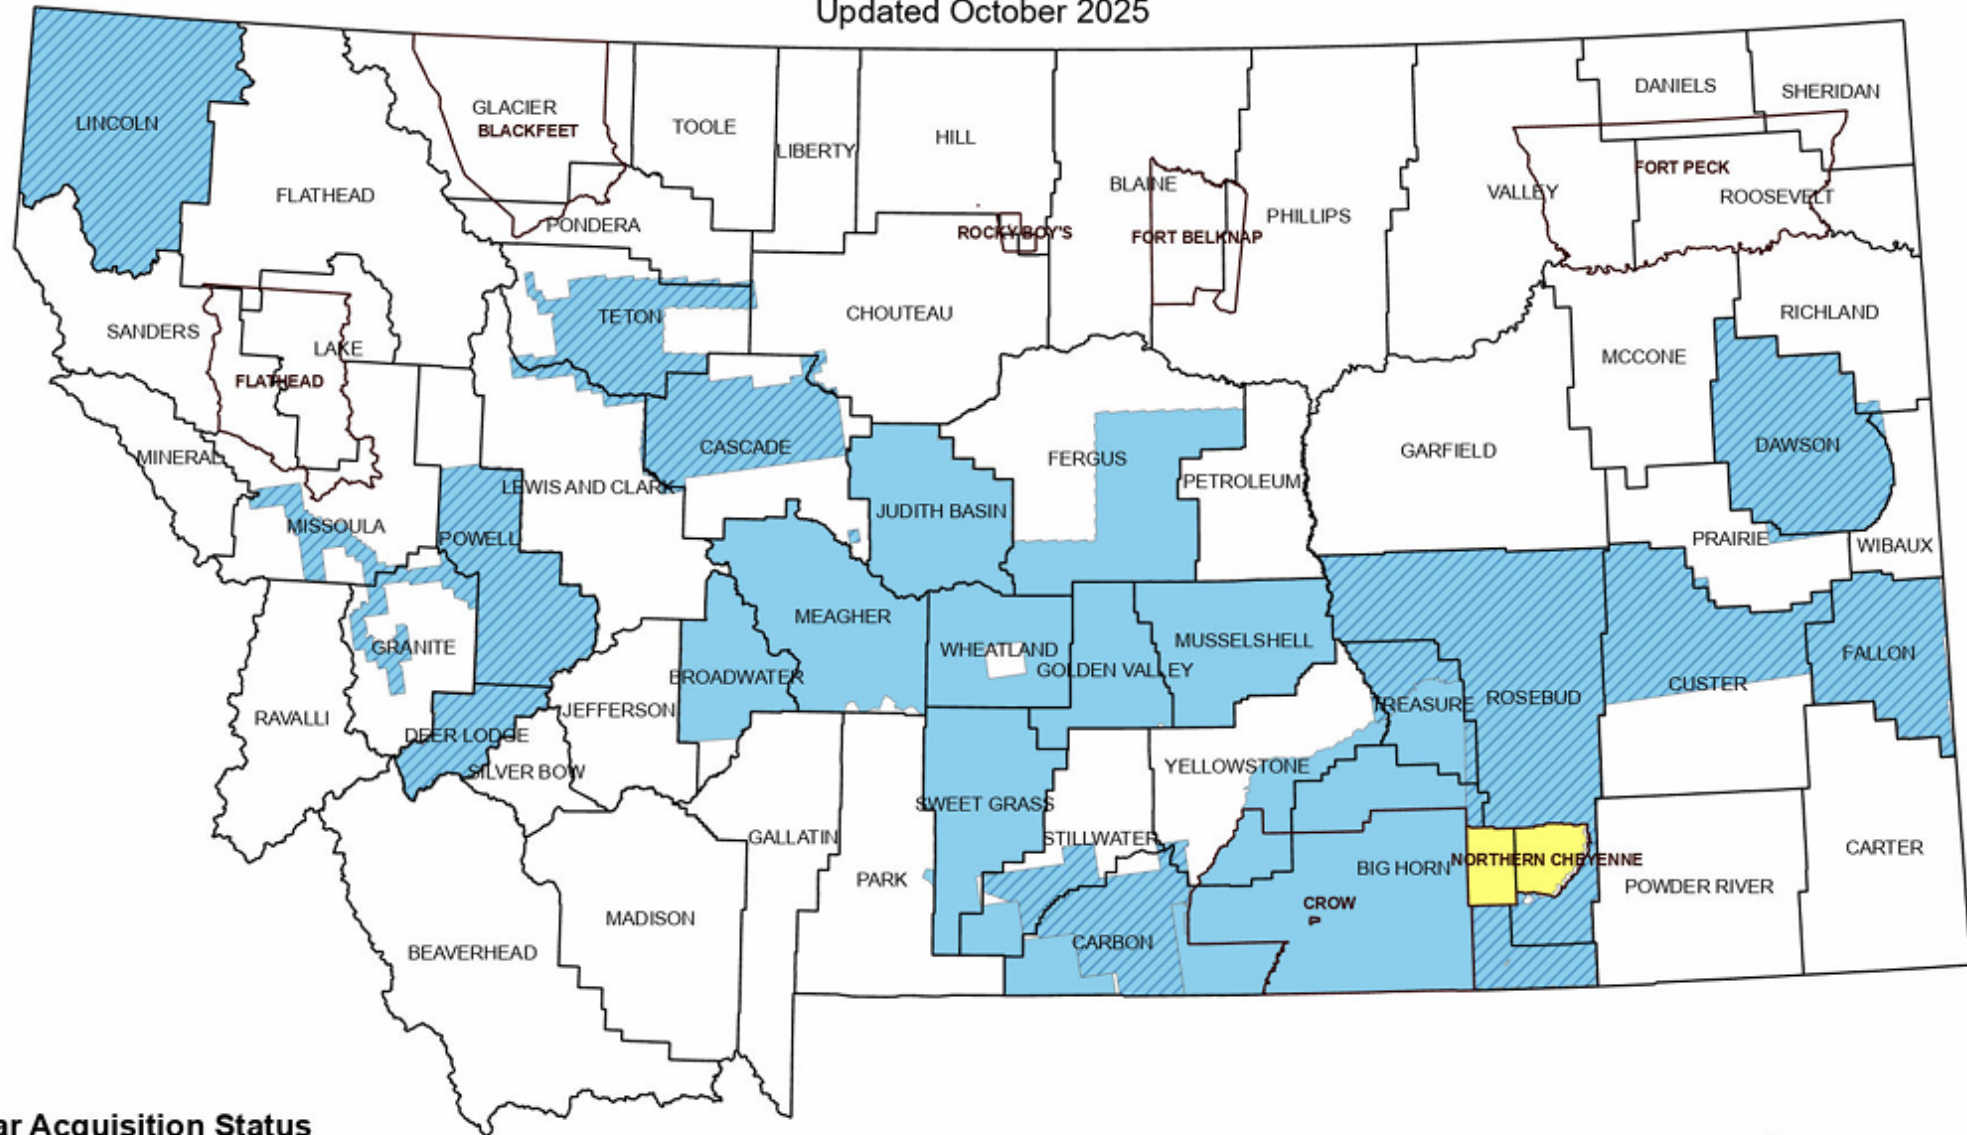 Updated October 2025
LINCOLN
FLATHEAD
GLACIER
BLACKFEET
TOOLE
LIBERTY
HILL
BLAINE
PHILLIPS
VALLEY
DANIELS
SHERIDAN
FORT PECK
ROOSEVELT
PONDERA
ROCKY BOY'S
FORT BELKNAP
SANDERS
LAKE
FLATHEAD
TETON
CHOUTEAU
MCCONE
RICHLAND
MINERAL
MISSOULA
POWELL
LEWIS AND CLARK
CASCADE
JUDITH BASIN
FERGUS
PETROLEUM
GARFIELD
DAWSON
PRAIRIE
WIBAUX
GRANITE
RAVALLI
DEER LODGE
SILVER BOW
JEFFERSON
BROADWATER
MEAGHER
WHEATLAND
GOLDEN VALLEY
MUSSELSHELL
TREASURE
ROSEBUD
CUSTER
FALLON
YELLOWSTONE
SWEET GRASS
STILLWATER
GALLATIN
PARK
MADISON
BEAVERHEAD
CARBON
CROW
BIG HORN
NORTHERN CHEYENNE
POWDER RIVER
CARTER
ar Acquisition Status